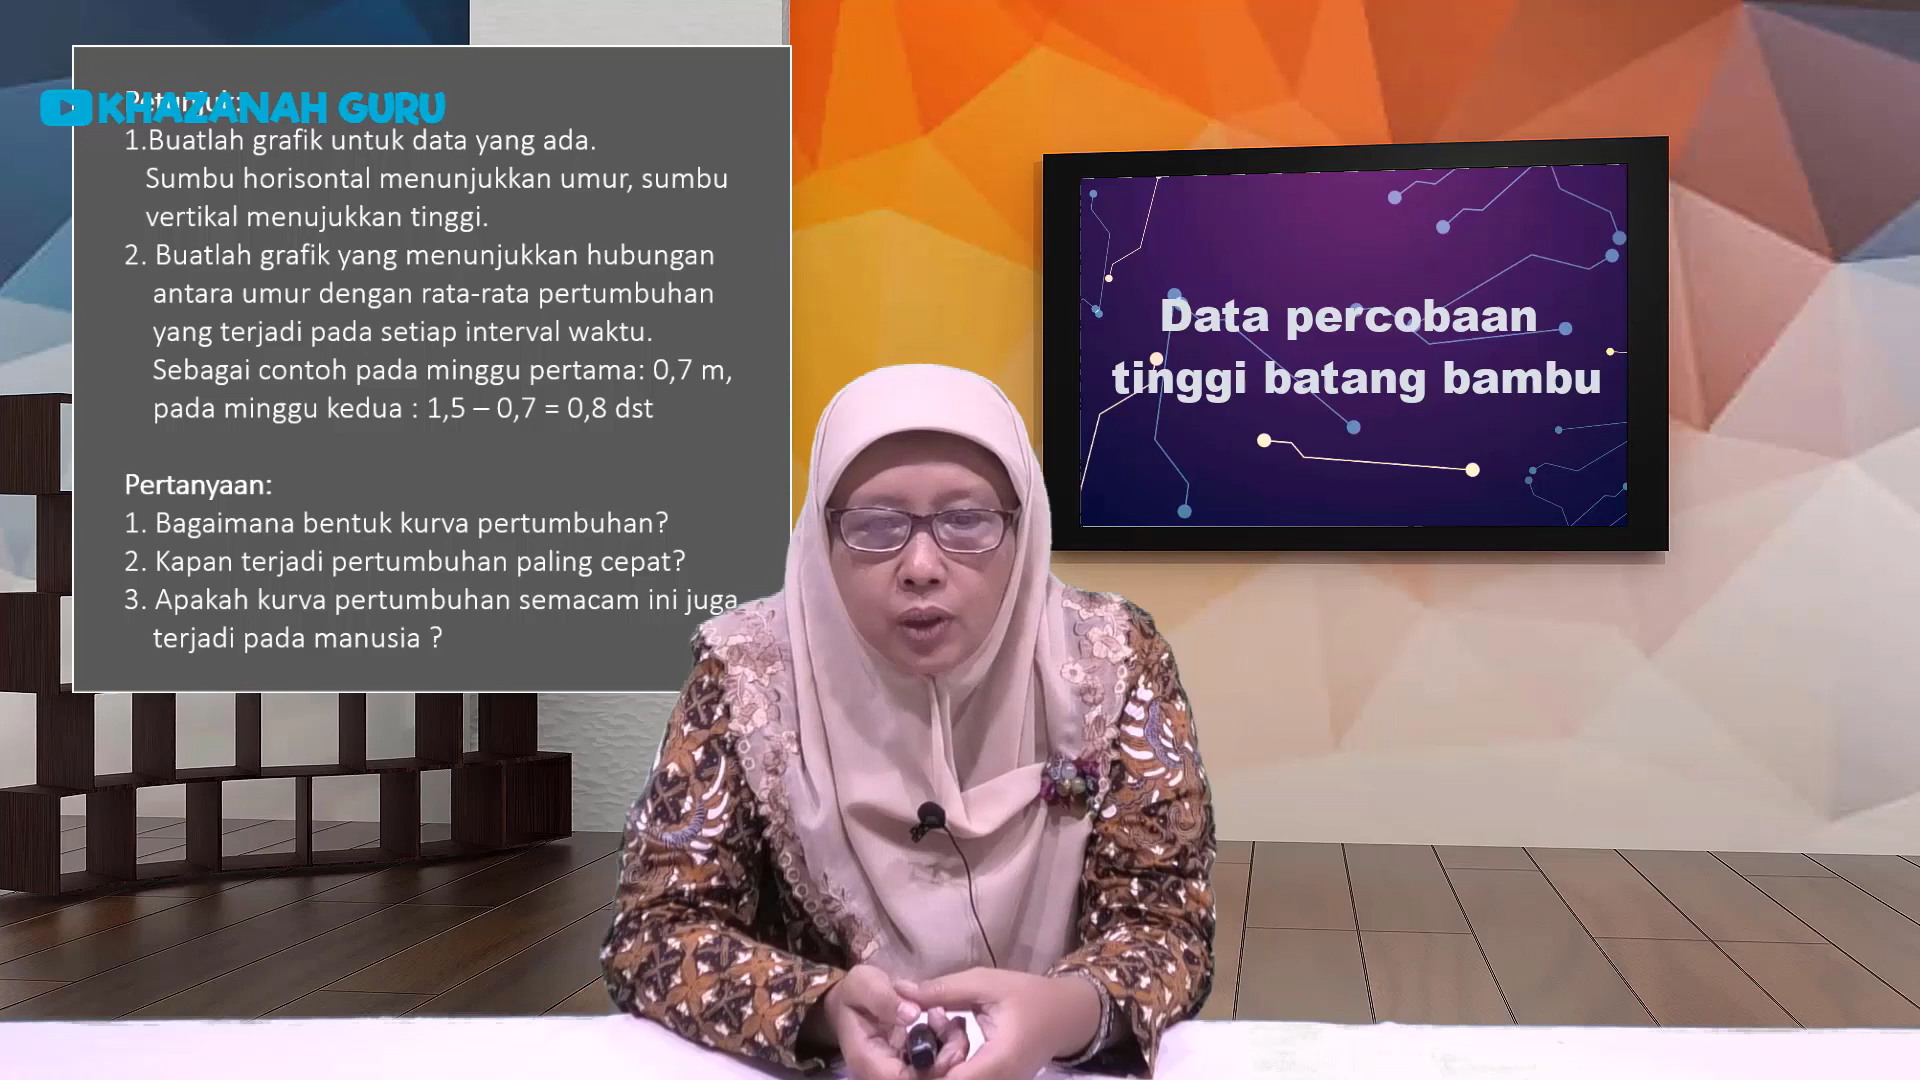 KHAZANAH GURU
Petunjuk:
1.Buatlah grafik untuk data yang ada.
Sumbu horisontal menunjukkan umur, sumbu
vertikal menujukkan tinggi.
2. Buatlah grafik yang menunjukkan hubungan
antara umur dengan rata-rata pertumbuhan
yang terjadi pada setiap interval waktu.
Sebagai contoh pada minggu pertama: 0,7 m,
pada minggu kedua : 1,5 – 0,7 = 0,8 dst
Pertanyaan:
1. Bagaimana bentuk kurva pertumbuhan?
2. Kapan terjadi pertumbuhan paling cepat?
3. Apakah kurva pertumbuhan semacam ini juga
terjadi pada manusia ?
Data percobaan
tinggi batang bambu